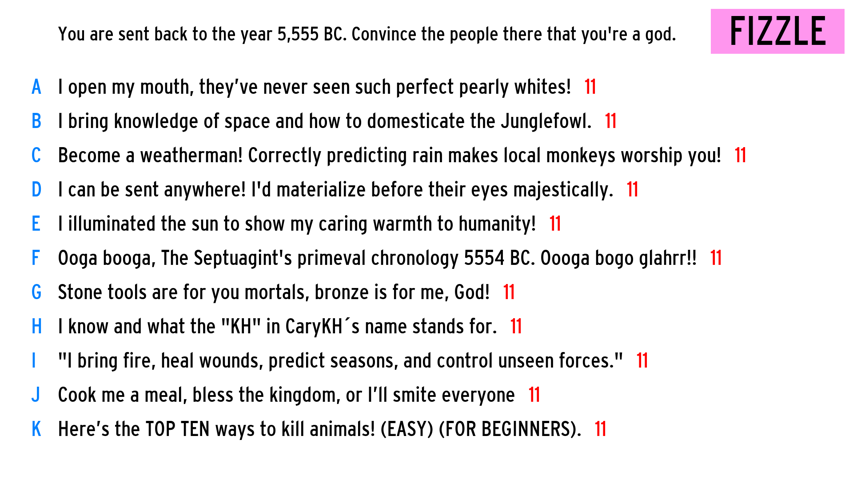 You are sent back to the year 5,555 BC. Convince the people there that you're a god.
FIZZLE
A I open my mouth, they’ve never seen such perfect pearly whites! 11
B I bring knowledge of space and how to domesticate the Junglefowl. 11
C Become a weatherman! Correctly predicting rain makes local monkeys worship you! 11
D I can be sent anywhere! I'd materialize before their eyes majestically. 11
E I illuminated the sun to show my caring warmth to humanity! 11
F Ooga booga, The Septuagint's primeval chronology 5554 BC. Oooga bogo glahrr!! 11
G Stone tools are for you mortals, bronze is for me, God! 11
H I know and what the "KH" in CaryKH´s name stands for. 11
I "I bring fire, heal wounds, predict seasons, and control unseen forces." 11
J Cook me a meal, bless the kingdom, or I’ll smite everyone 11
K Here’s the TOP TEN ways to kill animals! (EASY) (FOR BEGINNERS). 11